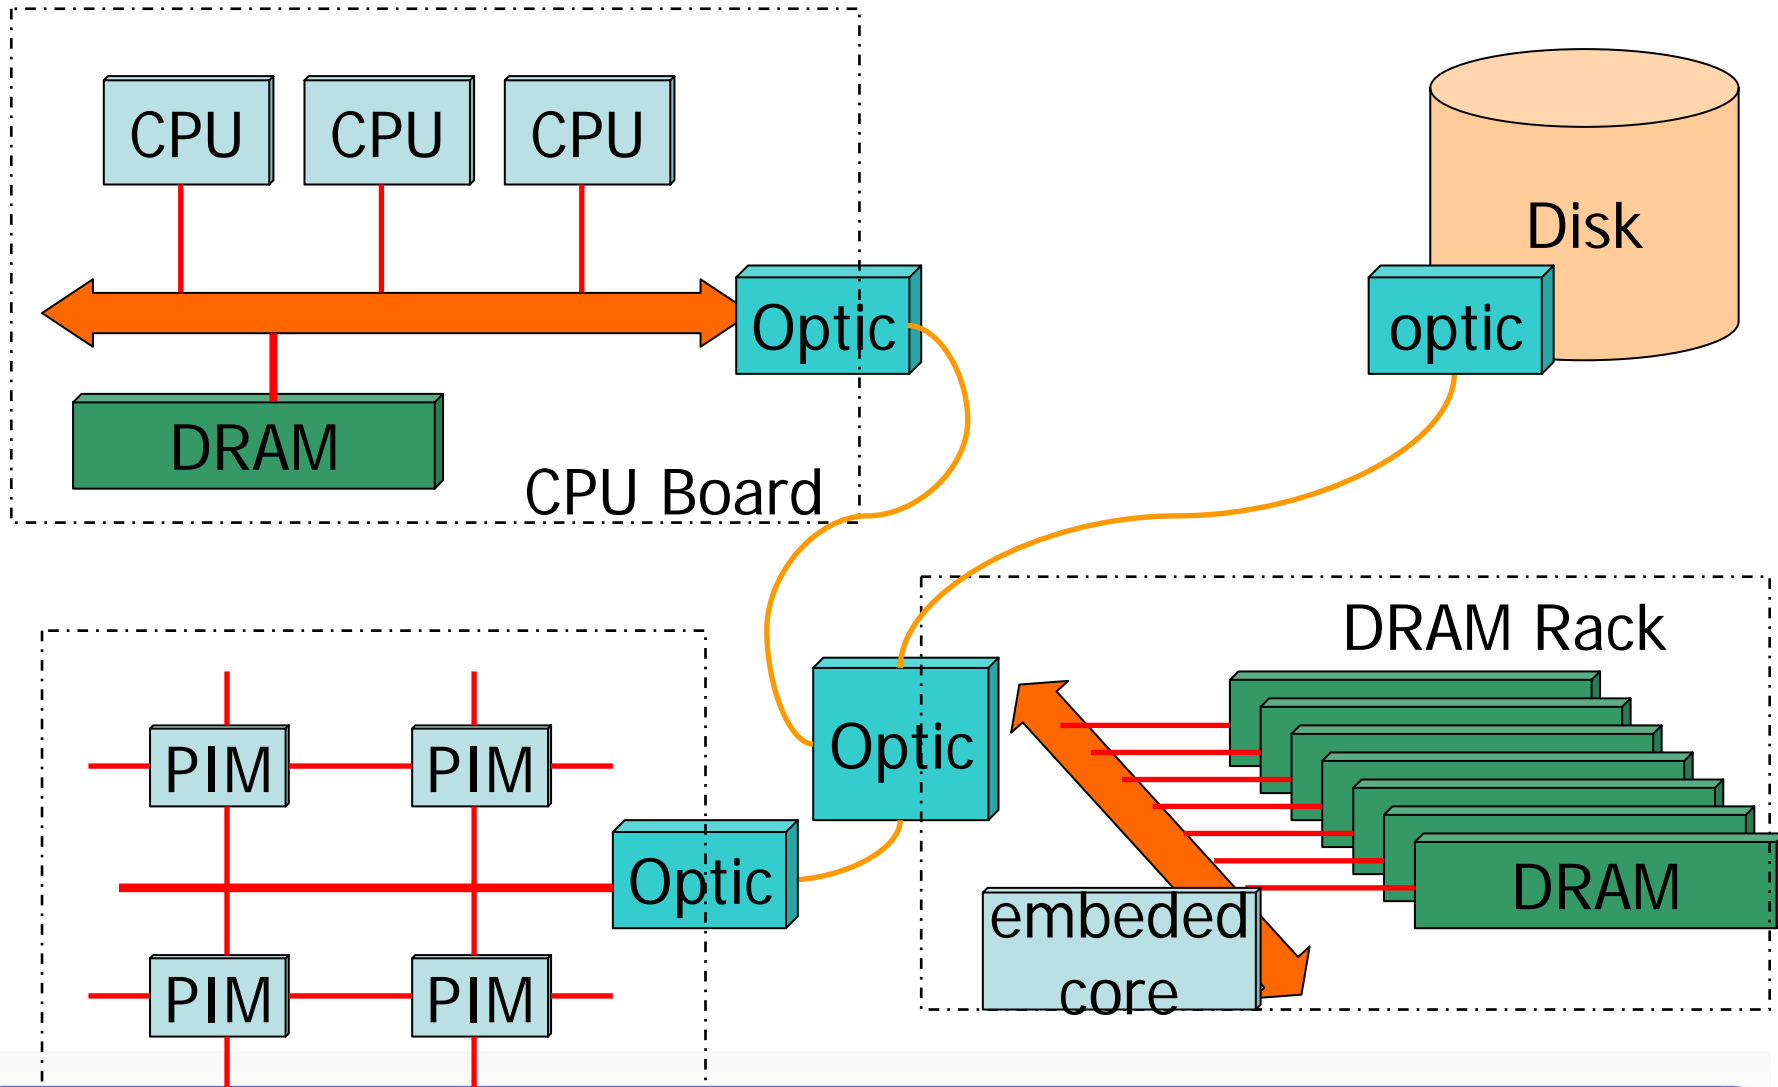 CPU CPU CPU
Disk
Optic
optic
DRAM
CPU Board
DRAM Rack
Optic
PIM PIM
Optic
DRAM
embeded
core
PIM PIM